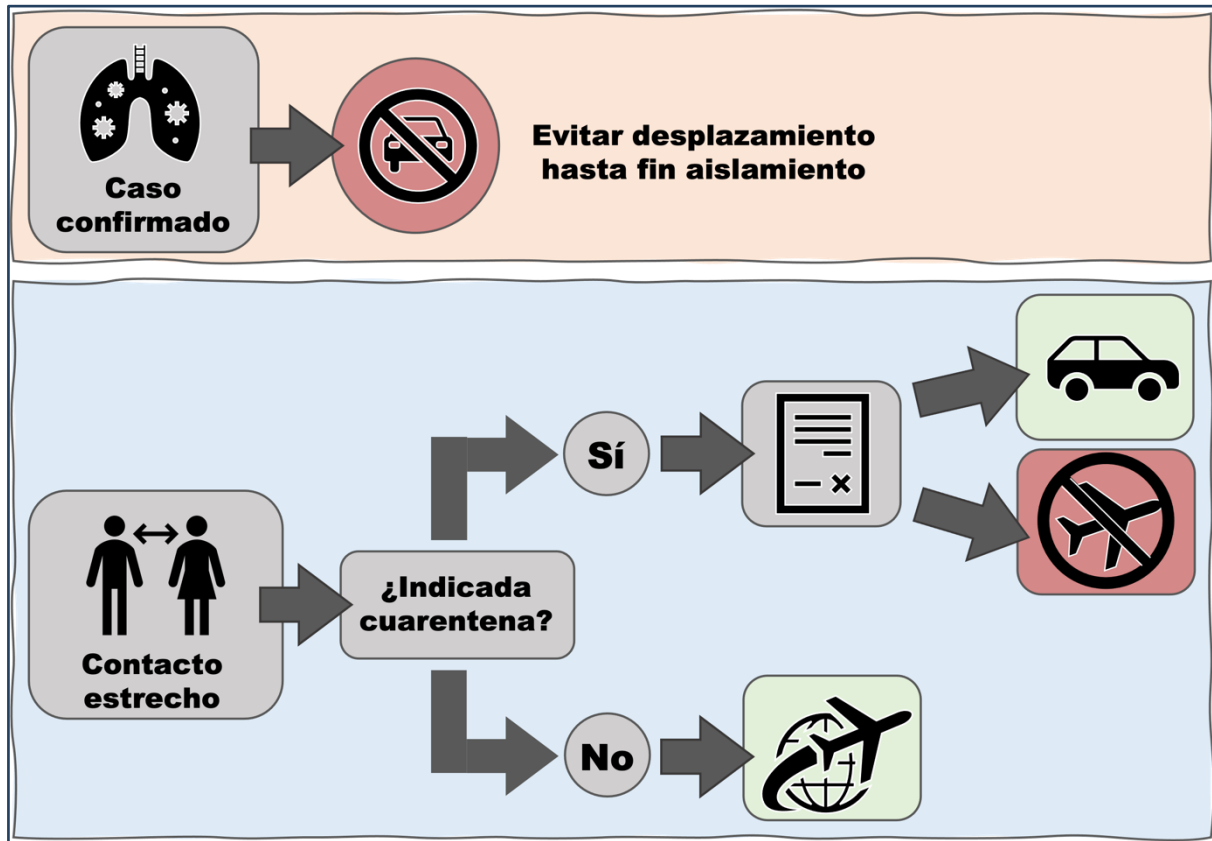 Caso
confirmado
Evitar desplazamiento
hasta fin aislamiento
Contacto
estrecho
¿Indicada
cuarentena?
Sí
No